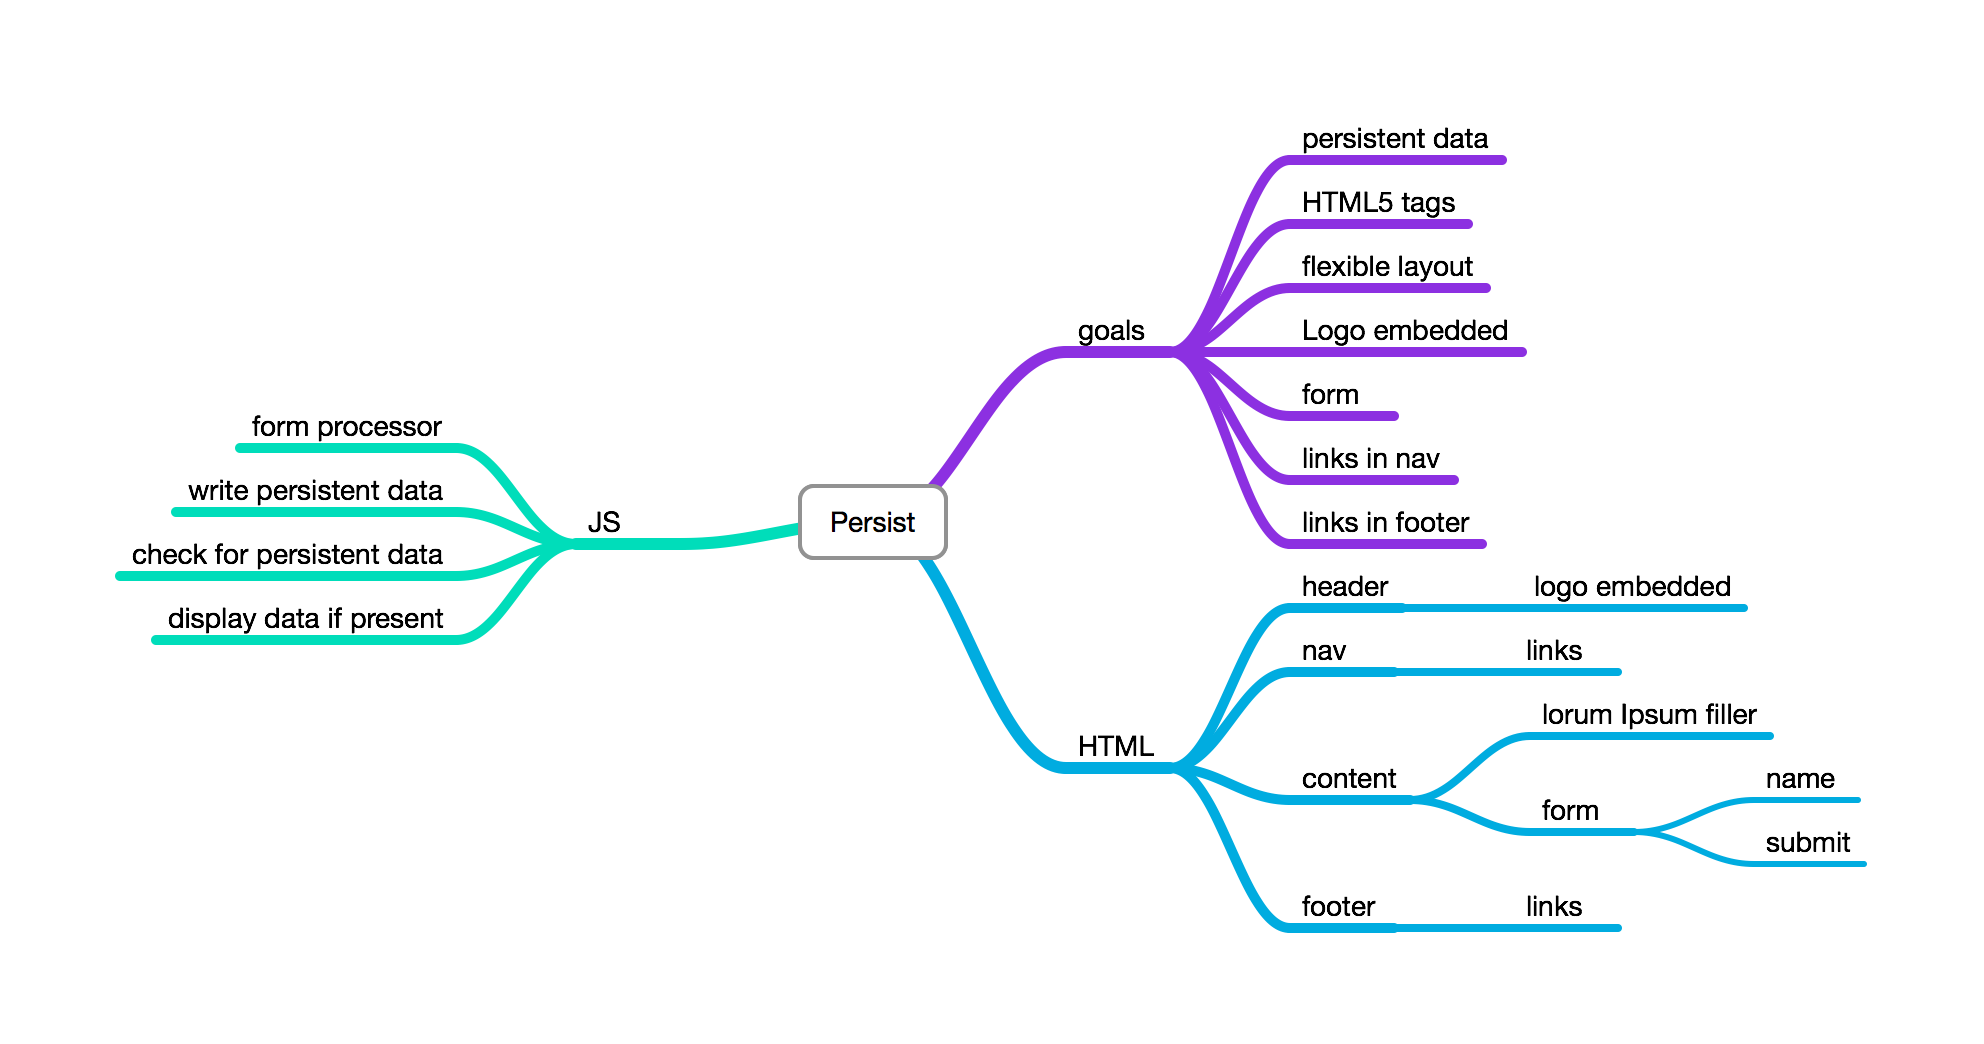 Persist
goals
persistent data
HTML5 tags
flexible layout
Logo embedded
form
links in nav
links in footer
HTML
header
logo embedded
nav
links
content
lorum Ipsum filler
form
name
submit
footer
links
JS
form processor
write persistent data
check for persistent data
display data if present